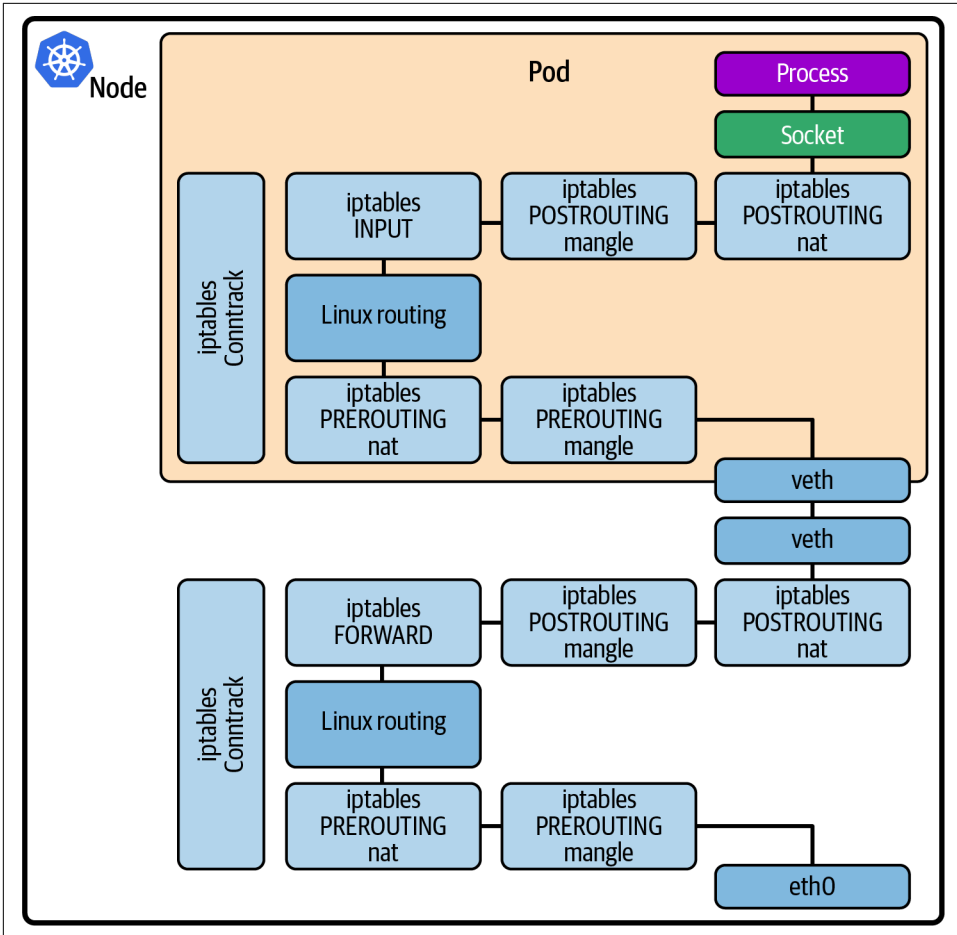 Node
Pod
Process
Socket
iptables
INPUT
iptables
POSTROUTING
mangle
iptables
POSTROUTING
nat
iptables
Conntrack
Linux routing
iptables
PREROUTING
nat
iptables
PREROUTING
mangle
veth
veth
iptables
FORWARD
iptables
POSTROUTING
mangle
iptables
POSTROUTING
nat
iptables
Conntrack
Linux routing
iptables
PREROUTING
nat
iptables
PREROUTING
mangle
eth0